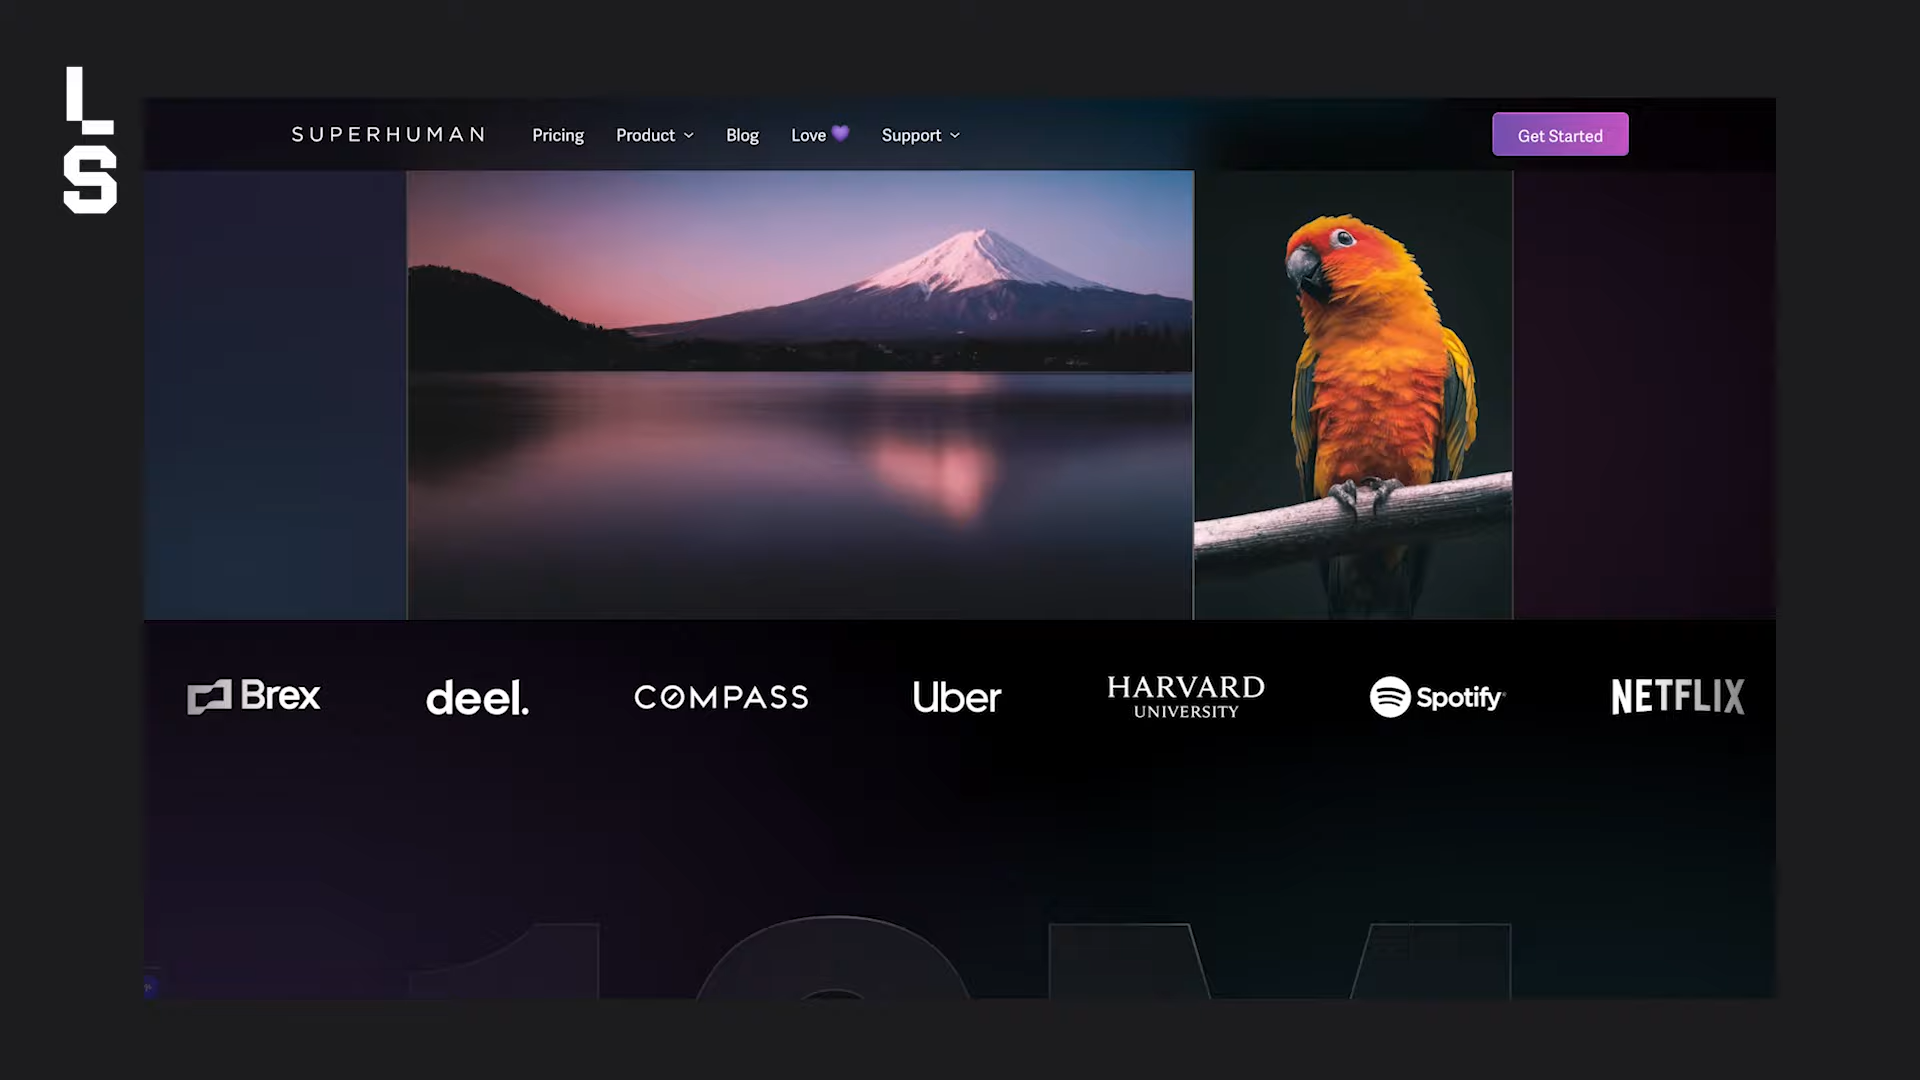 LS
SUPERHUMAN Pricing Product Blog Love 💜 Support Get Started
Brex deel. COMPASS Uber HARVARD UNIVERSITY Spotify NETFLIX